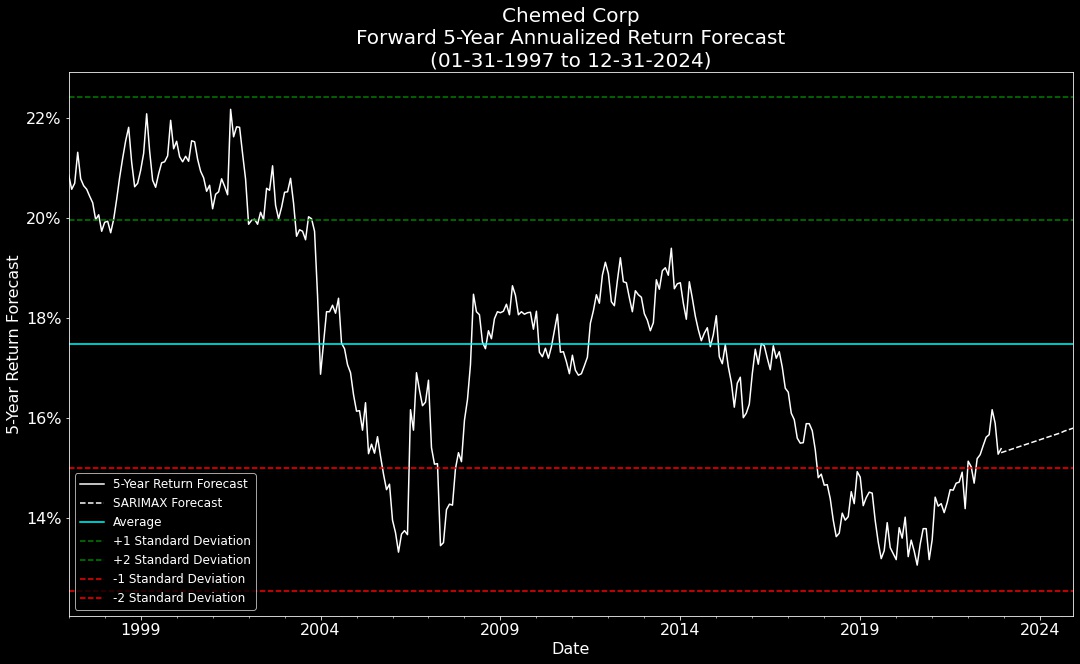 Chemed Corp
Forward 5-Year Annualized Return Forecast
(01-31-1997 to 12-31-2024)
5-Year Return Forecast
22%
20%
18%
16%
14%
5-Year Return Forecast
SARIMAX Forecast
Average
+1 Standard Deviation
+2 Standard Deviation
-1 Standard Deviation
-2 Standard Deviation
1999 2004 2009 2014 2019 2024
Date